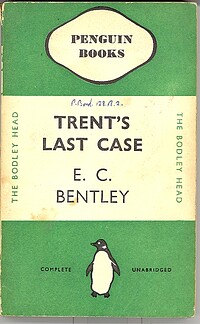 PENGUIN
BOOKS
TRENT'S
LAST CASE
E. C.
BENTLEY
THE BODLEY HEAD
THE BODLEY HEAD
COMPLETE UNABRIDGED